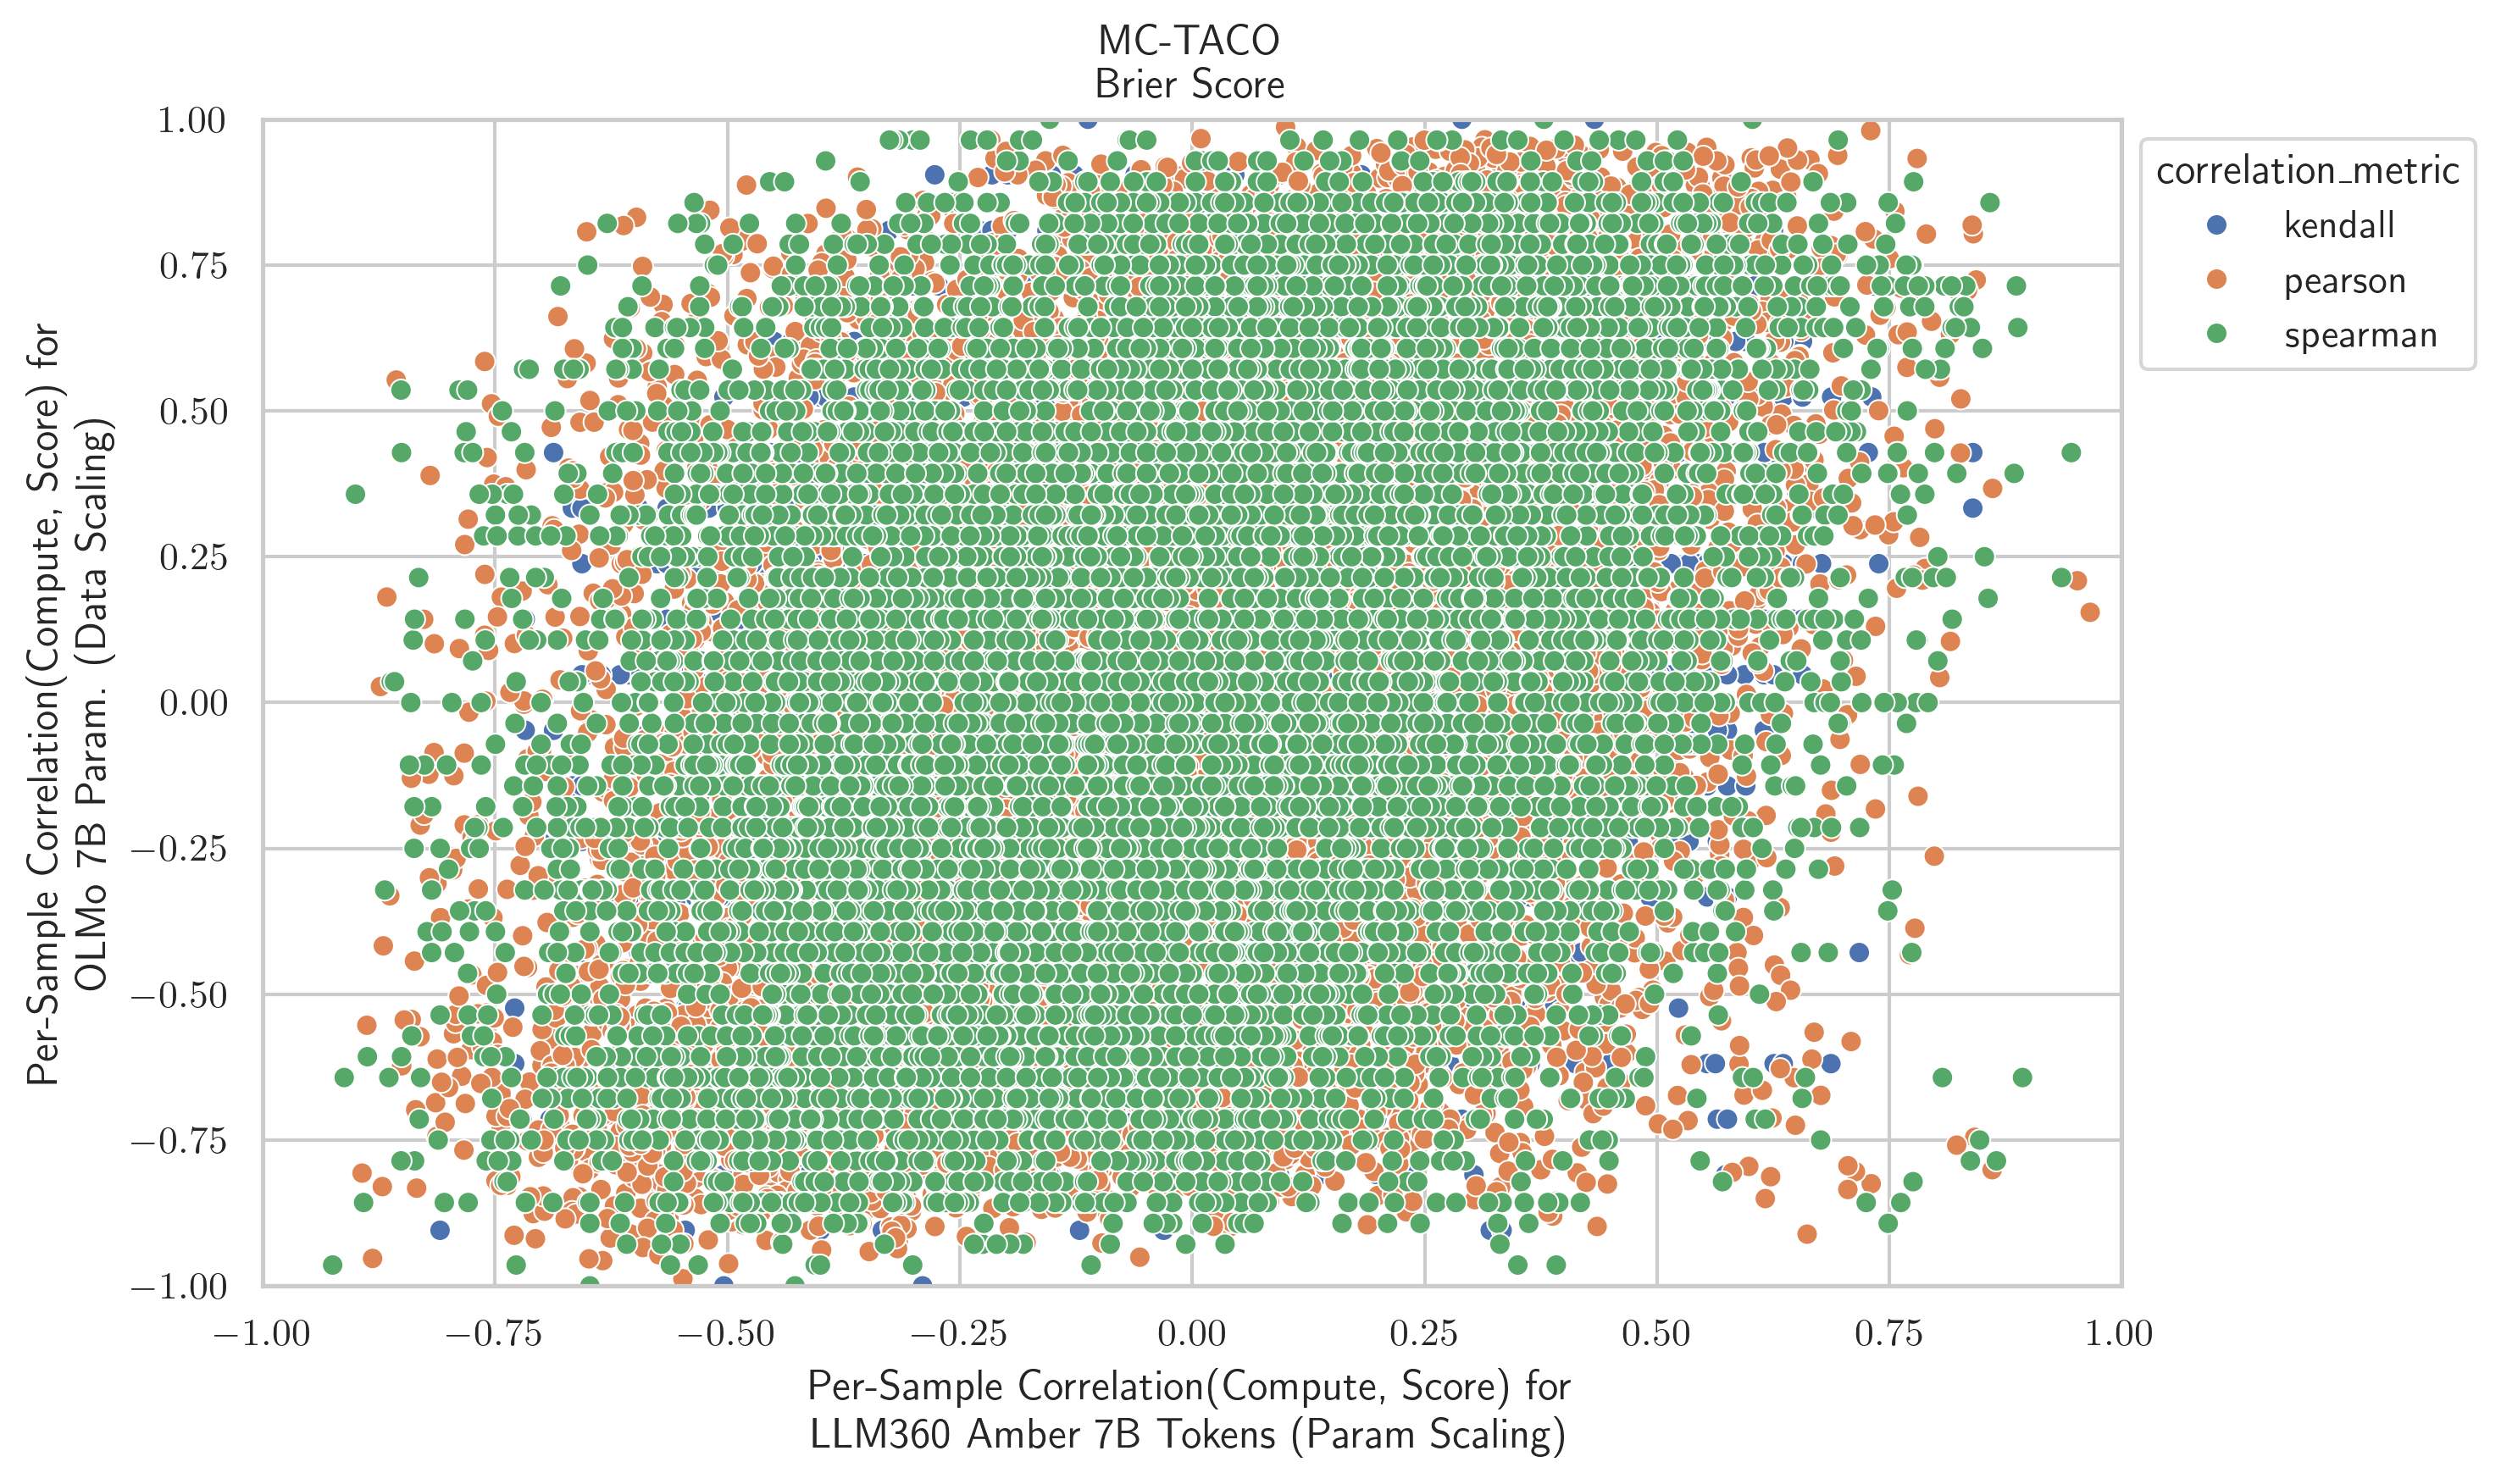 MC-TACO
Brier Score
Per-Sample Correlation(Compute, Score) for
OLMo 7B Param. (Data Scaling)
1.00
0.75
0.50
0.25
0.00
−0.25
−0.50
−0.75
−1.00
−1.00
−0.75
−0.50
−0.25
0.00
0.25
0.50
0.75
1.00
Per-Sample Correlation(Compute, Score) for
LLM360 Amber 7B Tokens (Param Scaling)
correlation_metric
kendall
pearson
spearman